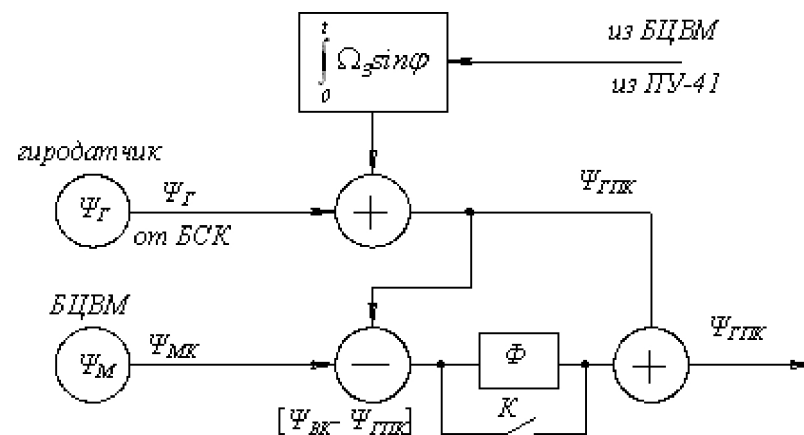 t
∫ Ω₃sinφ
0
из БЦВМ
из ПУ-41
гиродатчик
Ψ_Г
Ψ_Г
от БСК
+
Ψ_ГПК
БЦВМ
Ψ_М
Ψ_МК
−
[Ψ_ВК- Ψ_ГПК]
Ф
К
+
Ψ_ГПК